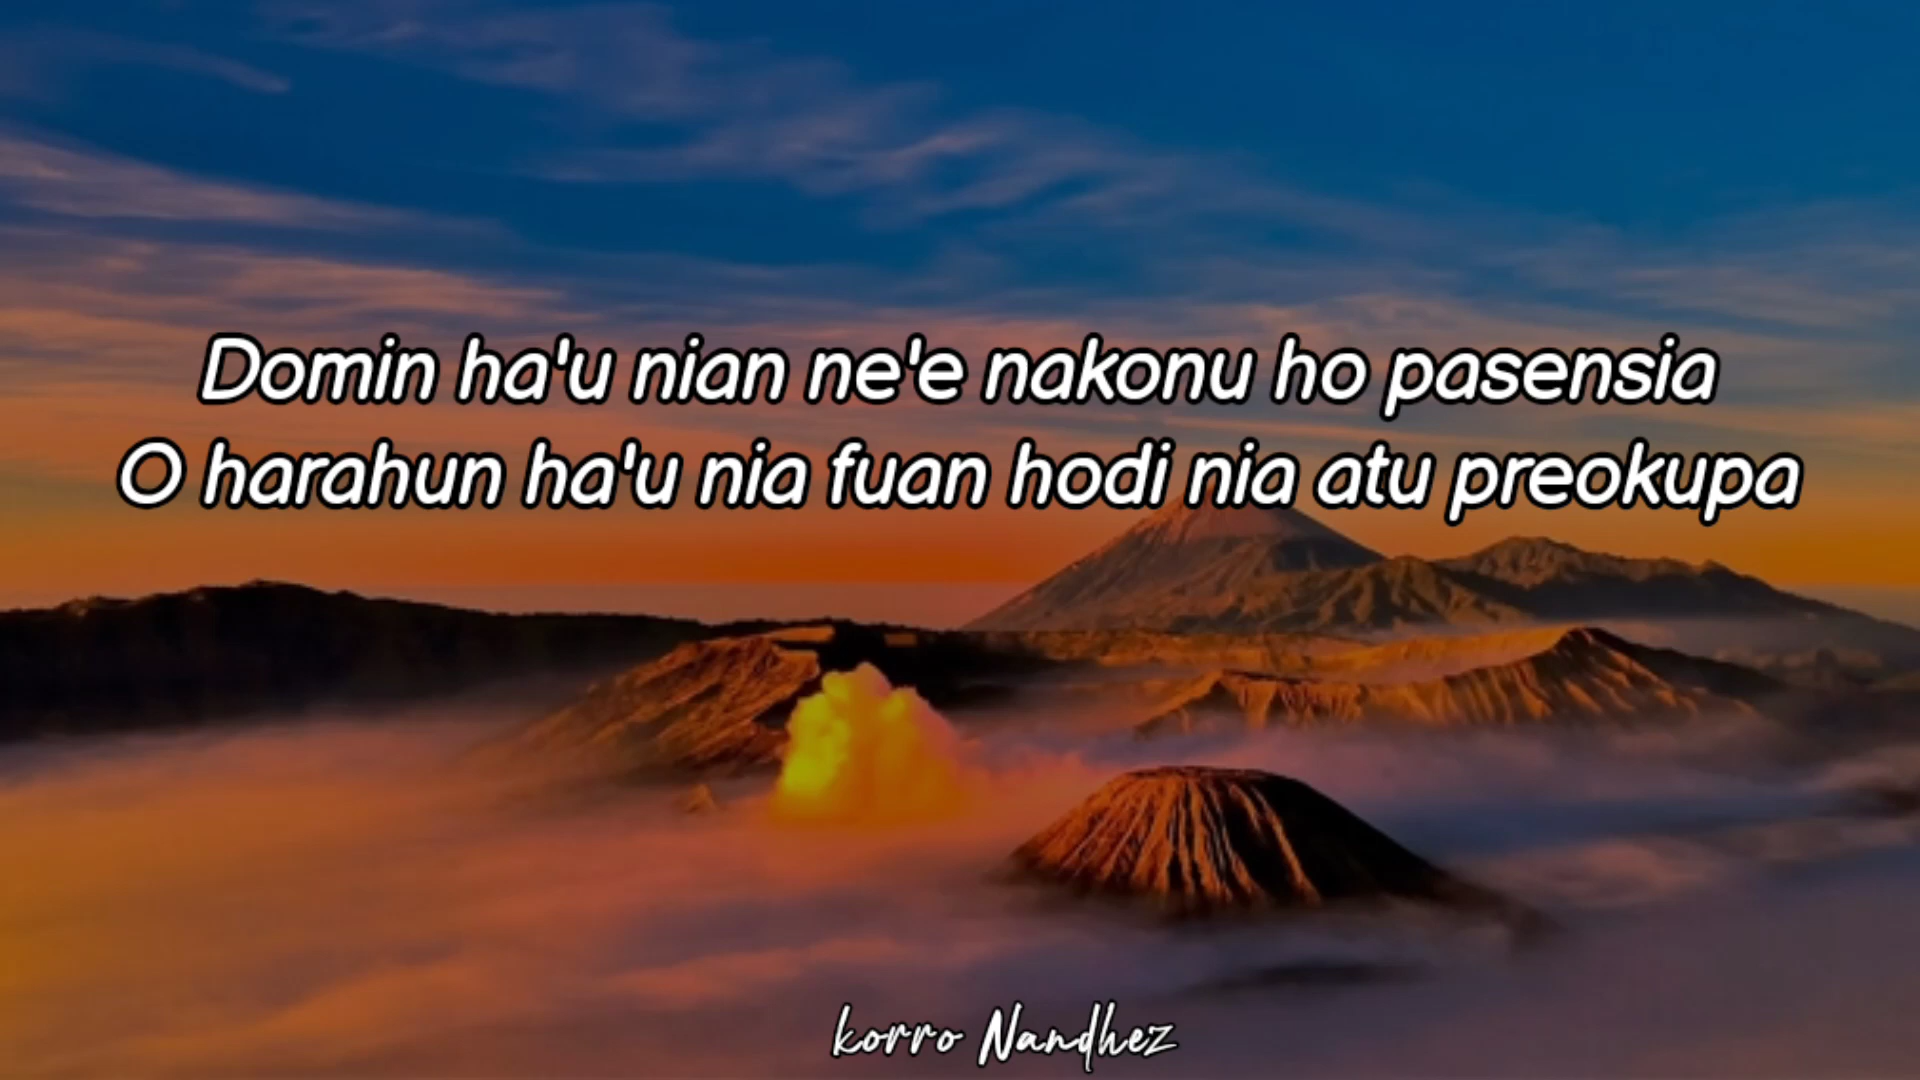 Domin ha'u nian ne'e nakonu ho pasensia
O harahun ha'u nia fuan hodi nia atu preokupa
korro Nandhez